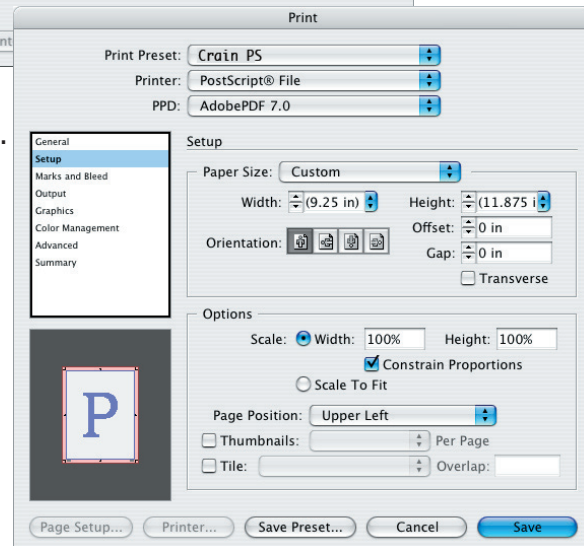 Print
Print Preset: Crain PS
Printer: PostScript® File
PPD: AdobePDF 7.0
General
Setup
Marks and Bleed
Output
Graphics
Color Management
Advanced
Summary
Setup
Paper Size: Custom
Width: (9.25 in) Height: (11.875 i
Orientation: Offset: 0 in
Gap: 0 in
Transverse
Options
Scale: Width: 100% Height: 100%
Constrain Proportions
Scale To Fit
Page Position: Upper Left
Thumbnails: Per Page
Tile: Overlap:
P
Page Setup... Printer... Save Preset... Cancel Save